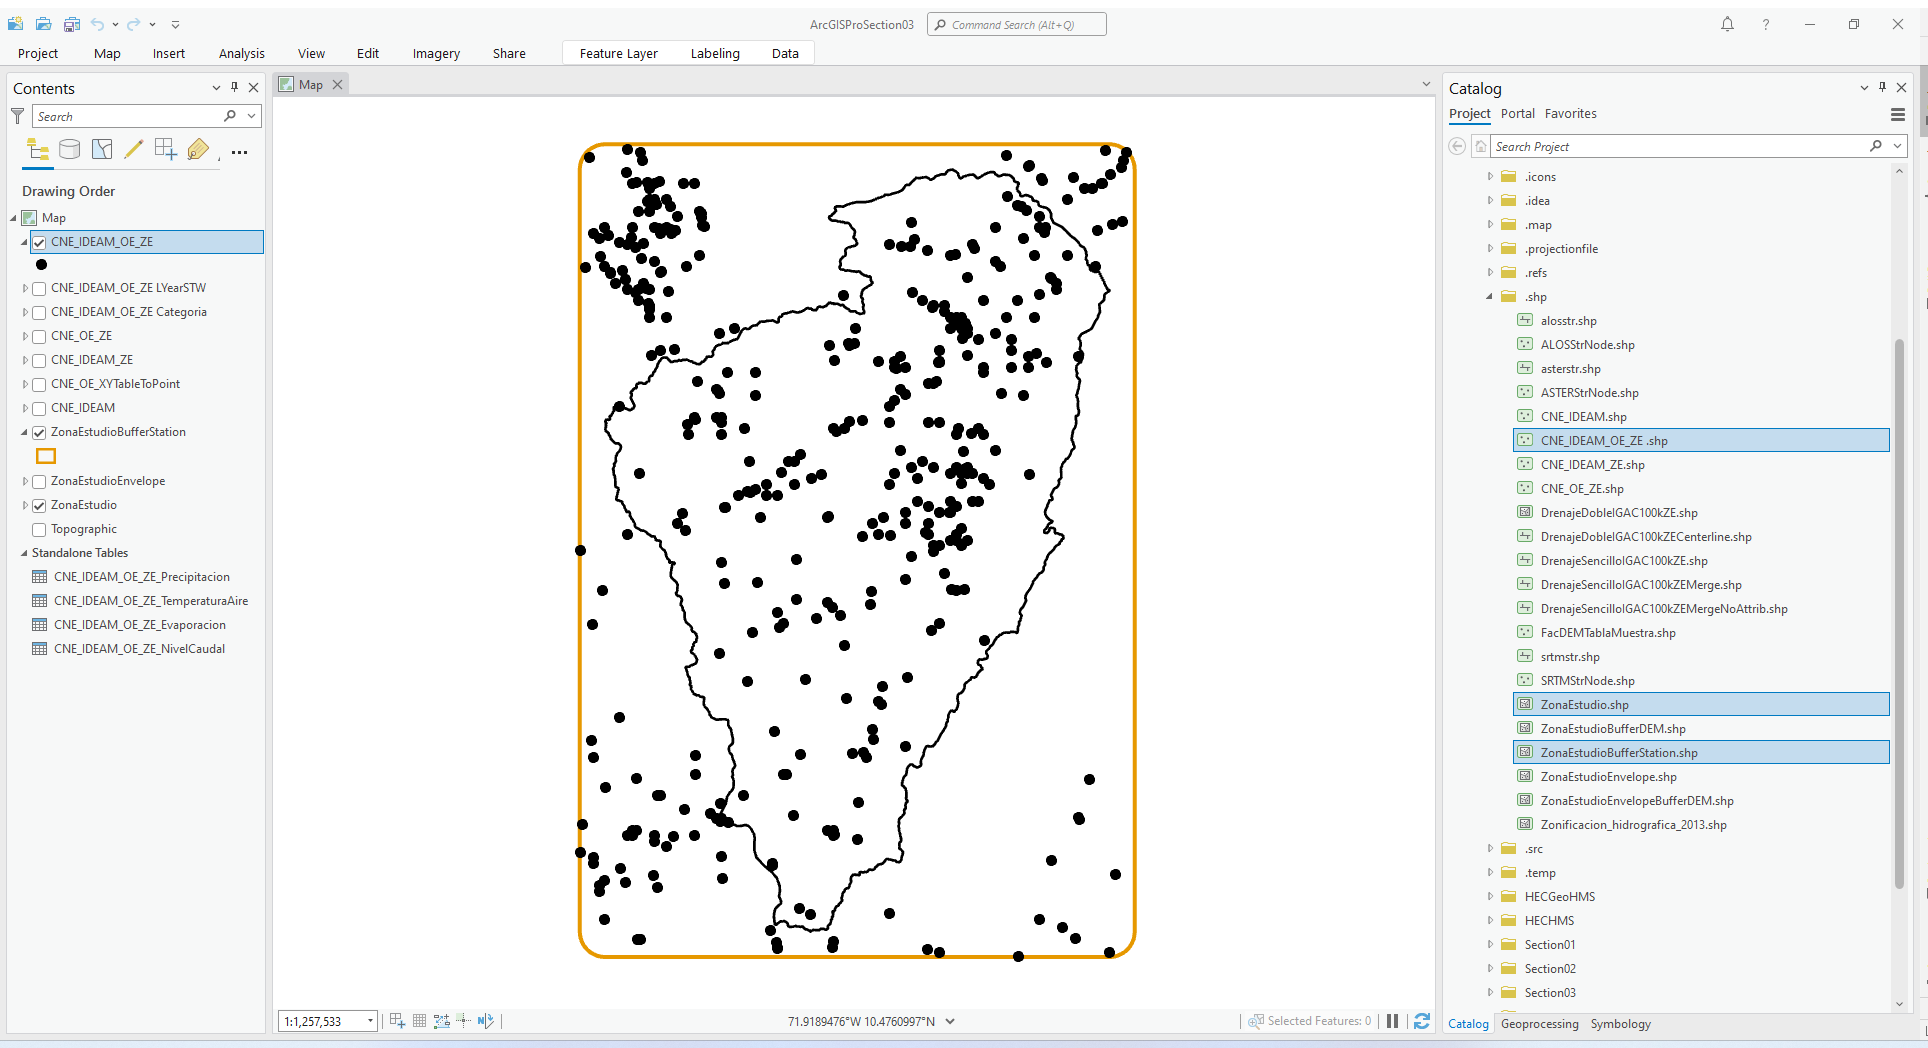 ArcGISProSection03
Command Search (Alt+Q)
?
Project Map Insert Analysis View Edit Imagery Share Feature Layer Labeling Data
Contents
Search
Drawing Order
Map
CNE_IDEAM_OE_ZE
CNE_IDEAM_OE_ZE LYearSTW
CNE_IDEAM_OE_ZE Categoria
CNE_OE_ZE
CNE_IDEAM_ZE
CNE_OE_XYTableToPoint
CNE_IDEAM
ZonaEstudioBufferStation
ZonaEstudioEnvelope
ZonaEstudio
Topographic
Standalone Tables
CNE_IDEAM_OE_ZE_Precipitacion
CNE_IDEAM_OE_ZE_TemperaturaAire
CNE_IDEAM_OE_ZE_Evaporacion
CNE_IDEAM_OE_ZE_NivelCaudal
Map
1:1,257,533
71.9189476°W 10.4760997°N
Selected Features: 0
Catalog
Project Portal Favorites
Search Project
.icons
.idea
.map
.projectionfile
.refs
.shp
alosstr.shp
ALOSStrNode.shp
asterstr.shp
ASTERStrNode.shp
CNE_IDEAM.shp
CNE_IDEAM_OE_ZE .shp
CNE_IDEAM_ZE.shp
CNE_OE_ZE.shp
DrenajeDobleIGAC100kZE.shp
DrenajeDobleIGAC100kZECenterline.shp
DrenajeSencilloIGAC100kZE.shp
DrenajeSencilloIGAC100kZEMerge.shp
DrenajeSencilloIGAC100kZEMergeNoAttrib.shp
FacDEMTablaMuestra.shp
srtmstr.shp
SRTMStrNode.shp
ZonaEstudio.shp
ZonaEstudioBufferDEM.shp
ZonaEstudioBufferStation.shp
ZonaEstudioEnvelope.shp
ZonaEstudioEnvelopeBufferDEM.shp
Zonificacion_hidrografica_2013.shp
.src
.temp
HECGeoHMS
HECHMS
Section01
Section02
Section03
Catalog Geoprocessing Symbology